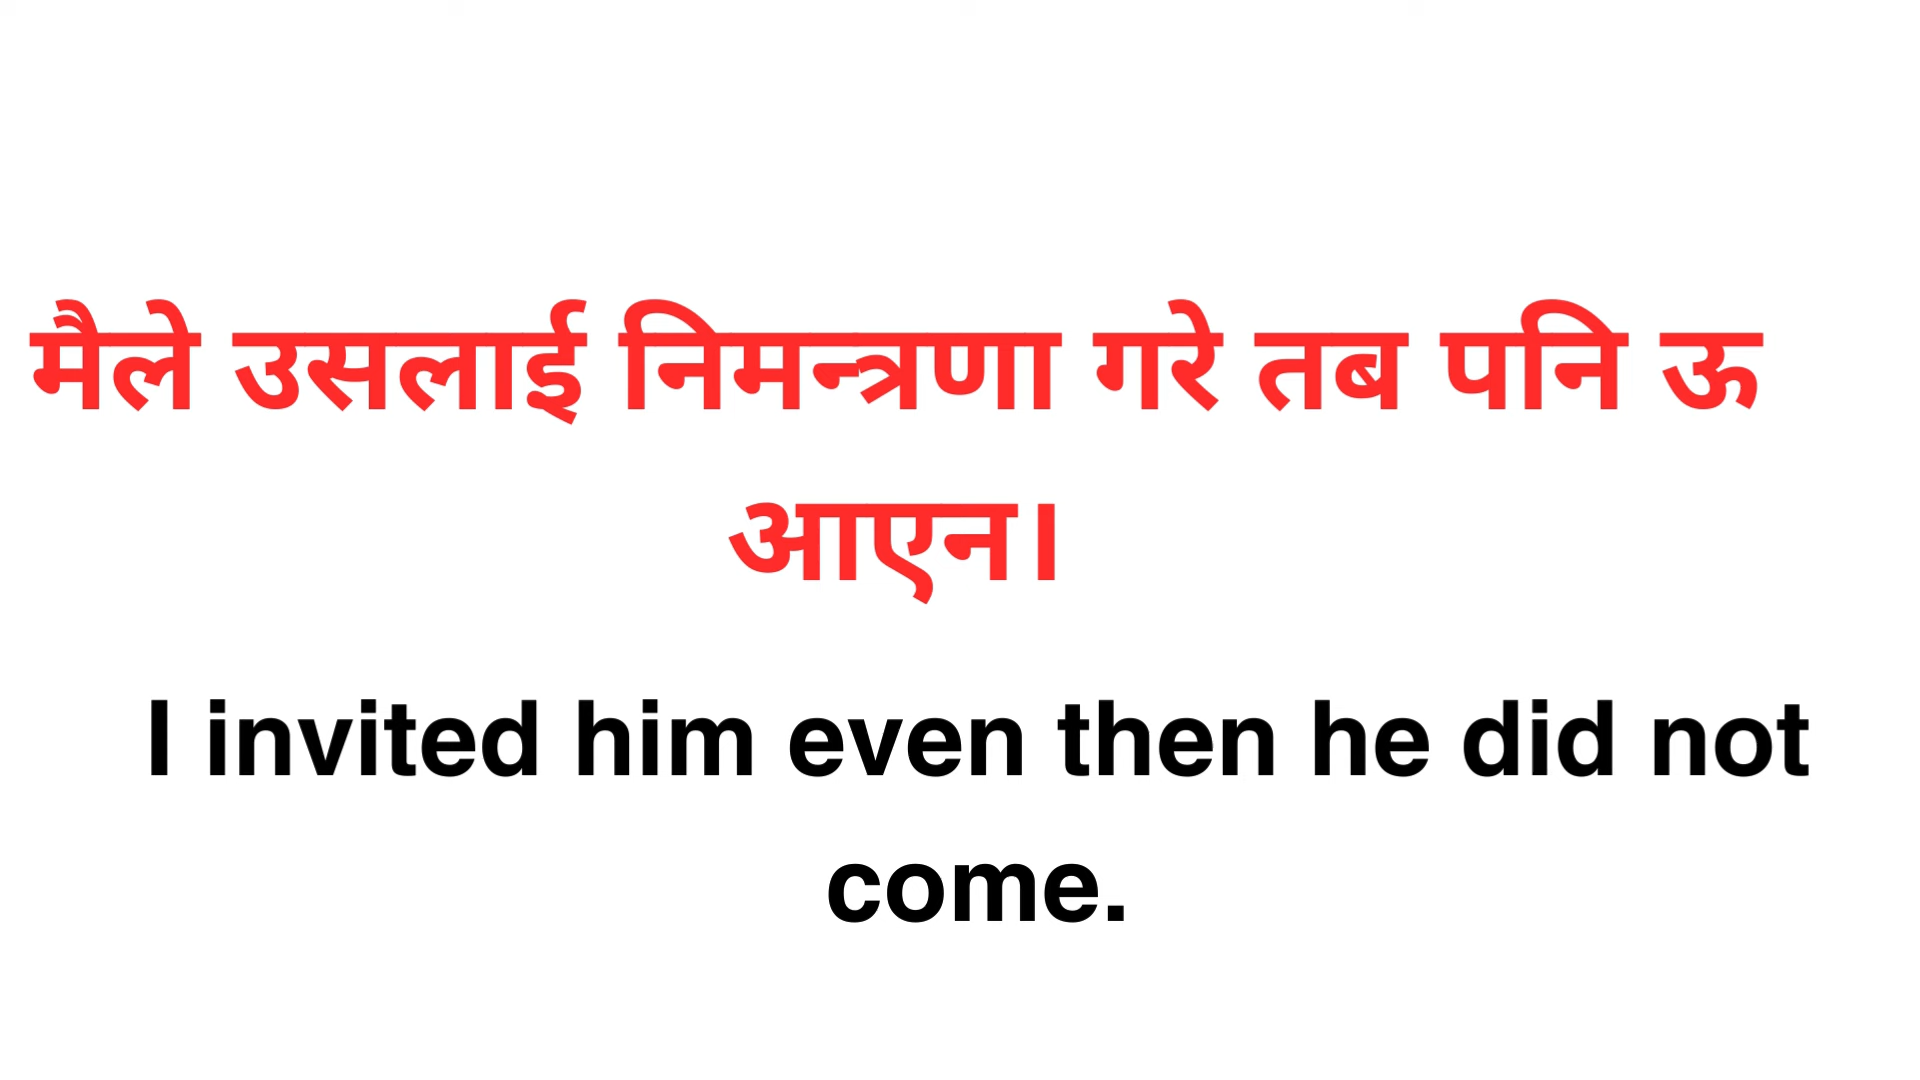 मैले उसलाई निमन्त्रणा गरे तब पनि ऊ
आएन।
I invited him even then he did not
come.